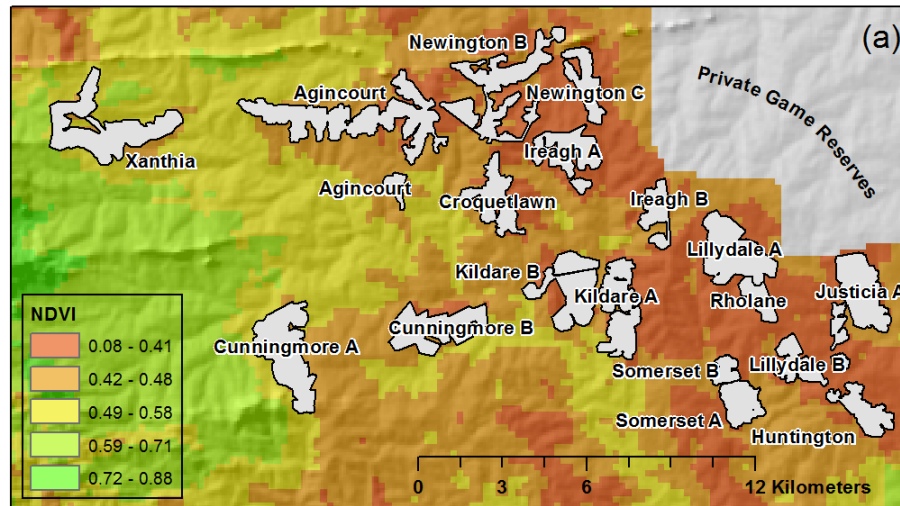 (a)
Newington B
Private Game Reserves
Agincourt
Newington C
Xanthia
Ireagh A
Agincourt
Croquetlawn
Ireagh B
Lillydale A
Kildare B
Kildare A
Rholane
Justicia A
NDVI
0.08 - 0.41
0.42 - 0.48
0.49 - 0.58
0.59 - 0.71
0.72 - 0.88
Cunningmore A
Cunningmore B
Somerset B
Lillydale B
Somerset A
Huntington
0 3 6 12 Kilometers